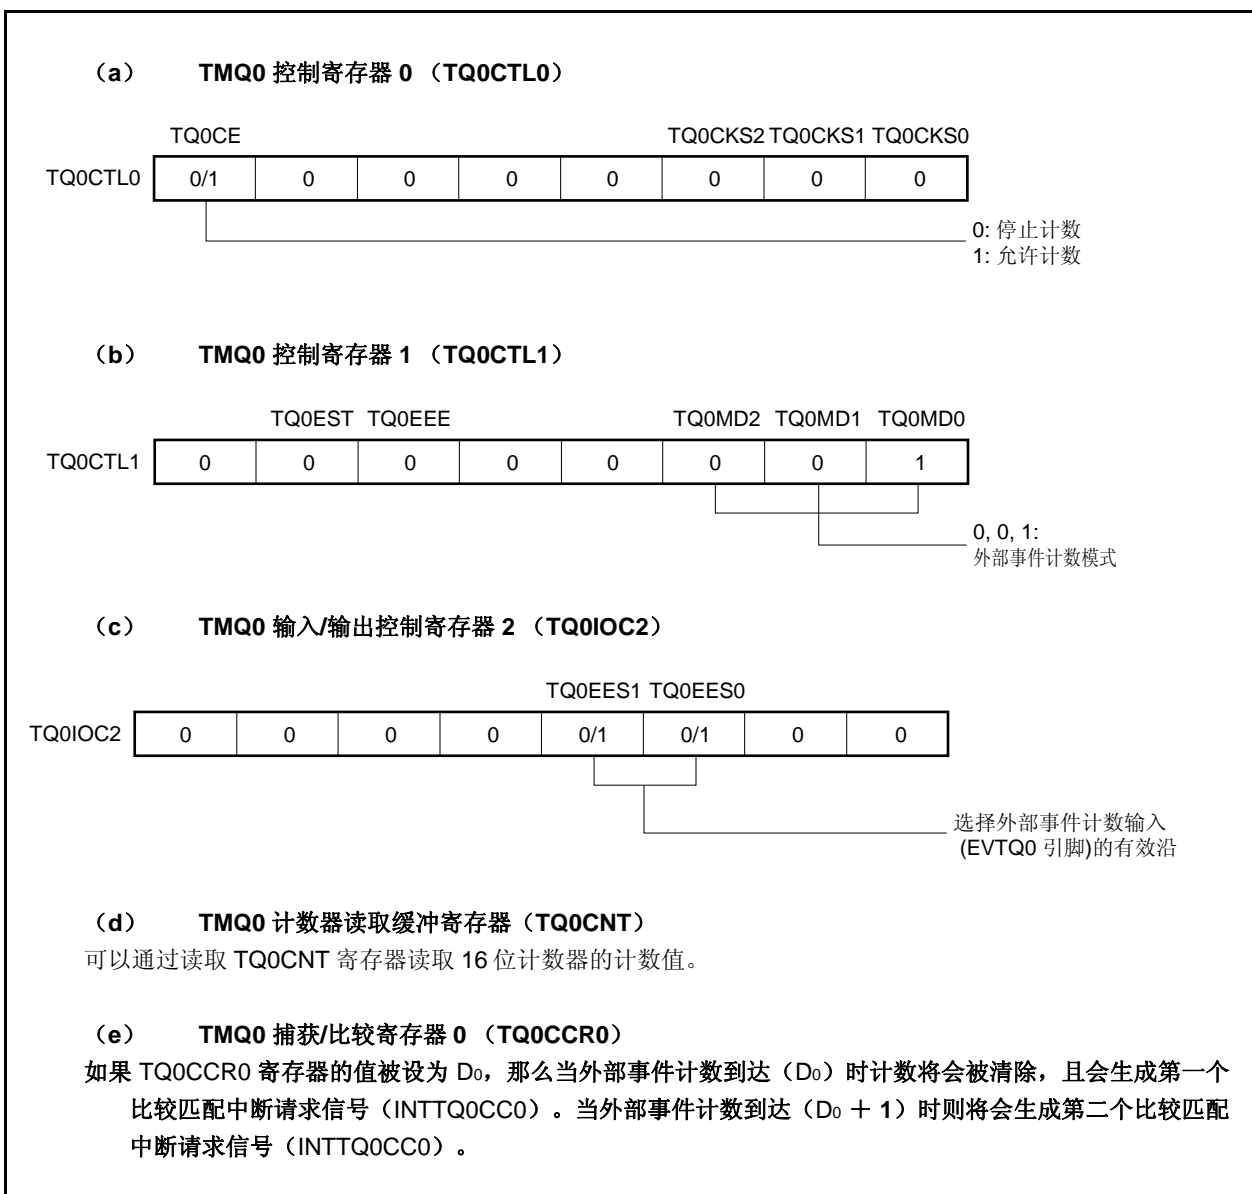 （a） TMQ0 控制寄存器 0 （TQ0CTL0）
TQ0CE TQ0CKS2 TQ0CKS1 TQ0CKS0
TQ0CTL0 0/1 0 0 0 0 0 0 0
0: 停止计数
1: 允许计数
（b） TMQ0 控制寄存器 1 （TQ0CTL1）
TQ0EST TQ0EEE TQ0MD2 TQ0MD1 TQ0MD0
TQ0CTL1 0 0 0 0 0 0 0 1
0, 0, 1:
外部事件计数模式
（c） TMQ0 输入/输出控制寄存器 2 （TQ0IOC2）
TQ0EES1 TQ0EES0
TQ0IOC2 0 0 0 0 0/1 0/1 0 0
选择外部事件计数输入
(EVTQ0 引脚)的有效沿
（d） TMQ0 计数器读取缓冲寄存器（TQ0CNT）
可以通过读取 TQ0CNT 寄存器读取 16 位计数器的计数值。
（e） TMQ0 捕获/比较寄存器 0 （TQ0CCR0）
如果 TQ0CCR0 寄存器的值被设为 D0，那么当外部事件计数到达（D0）时计数将会被清除，且会生成第一个
比较匹配中断请求信号（INTTQ0CC0）。当外部事件计数到达（D0 ＋ 1）时则将会生成第二个比较匹配
中断请求信号（INTTQ0CC0）。